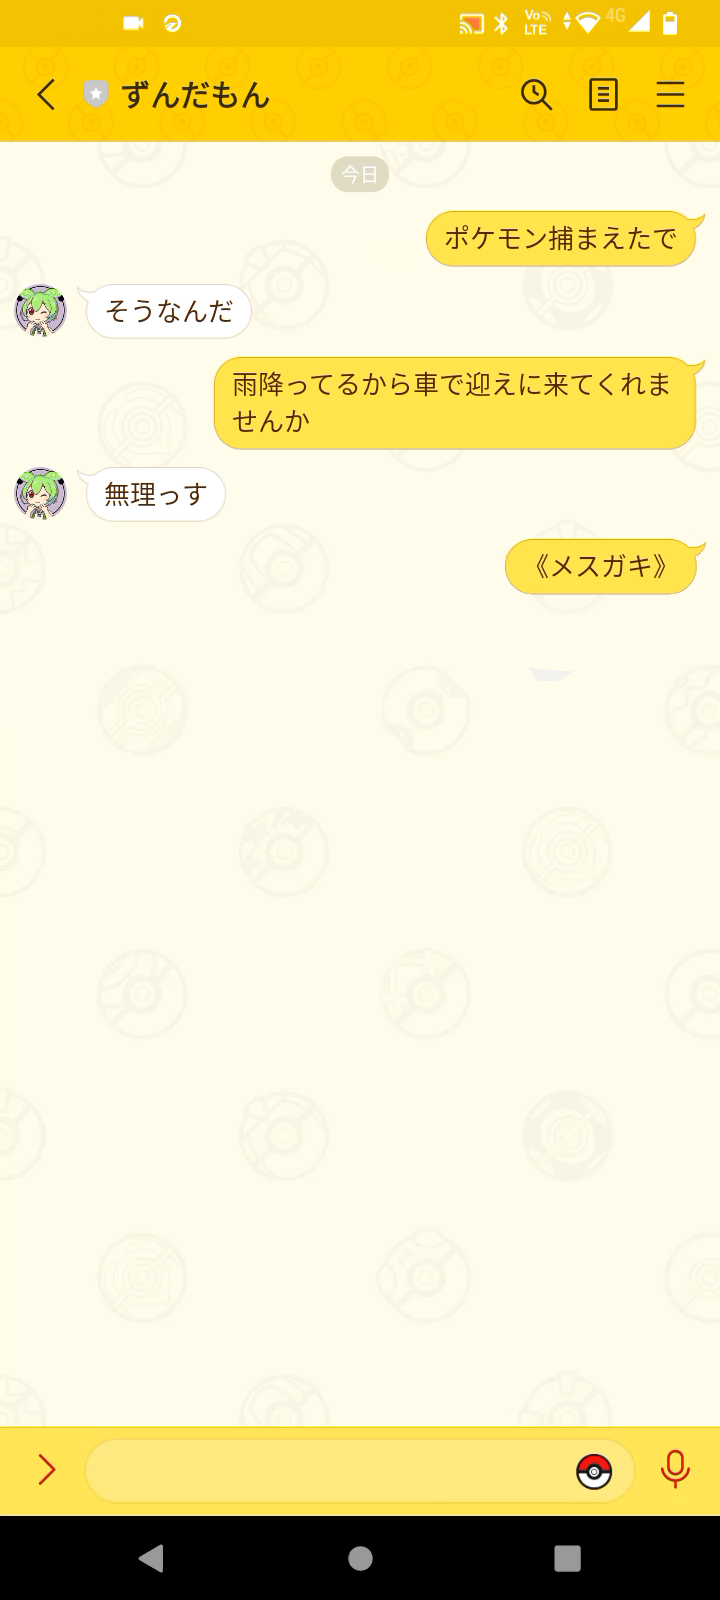 Vo
LTE
4G
ずんだもん
今日
ポケモン捕まえたで
そうなんだ
雨降ってるから車で迎えに来てくれま
せんか
無理っす
《メスガキ》